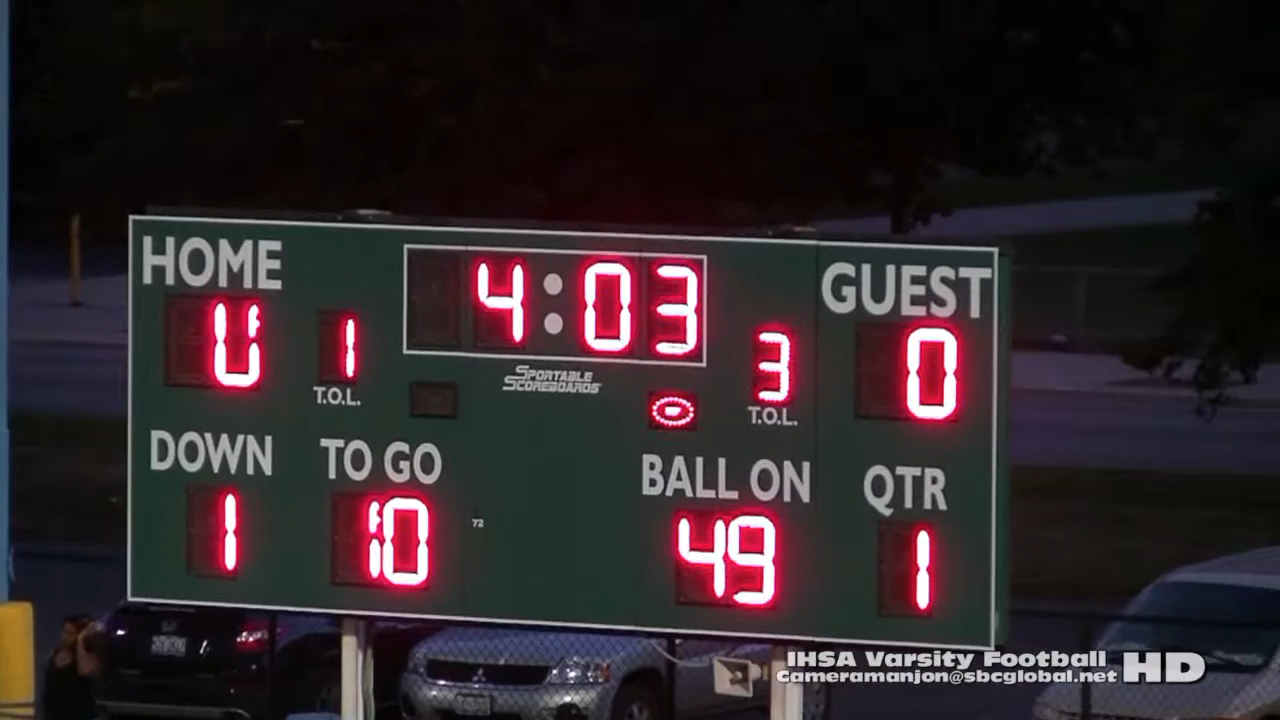 HOME
4:03
GUEST
1
3
0
T.O.L.
SPORTABLE
SCOREBOARDS
T.O.L.
DOWN
TO GO
BALL ON
QTR
1
10
72
49
1
IHSA Varsity Football
cameramanjon@sbcglobal.net HD